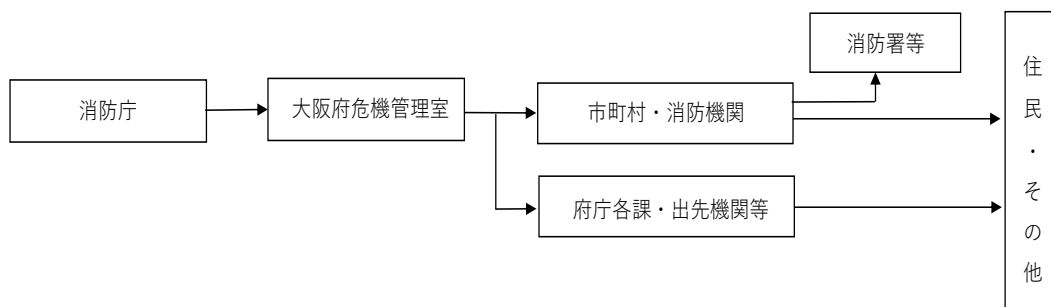 消防庁
大阪府危機管理室
市町村・消防機関
消防署等
府庁各課・出先機関等
住民・その他